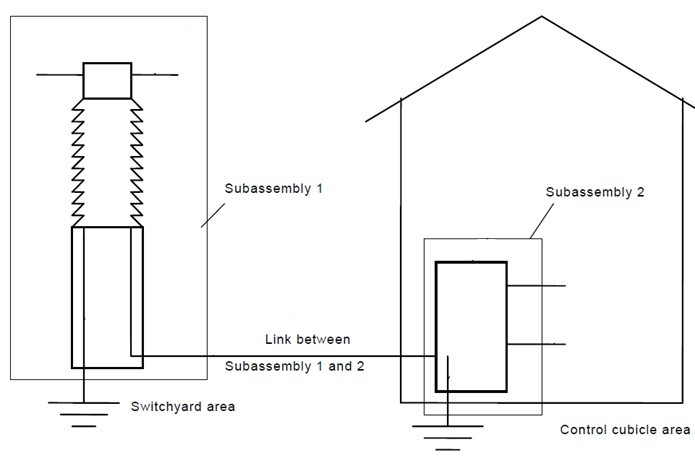 Subassembly 1
Subassembly 2
Link between
Subassembly 1 and 2
Switchyard area
Control cubicle area